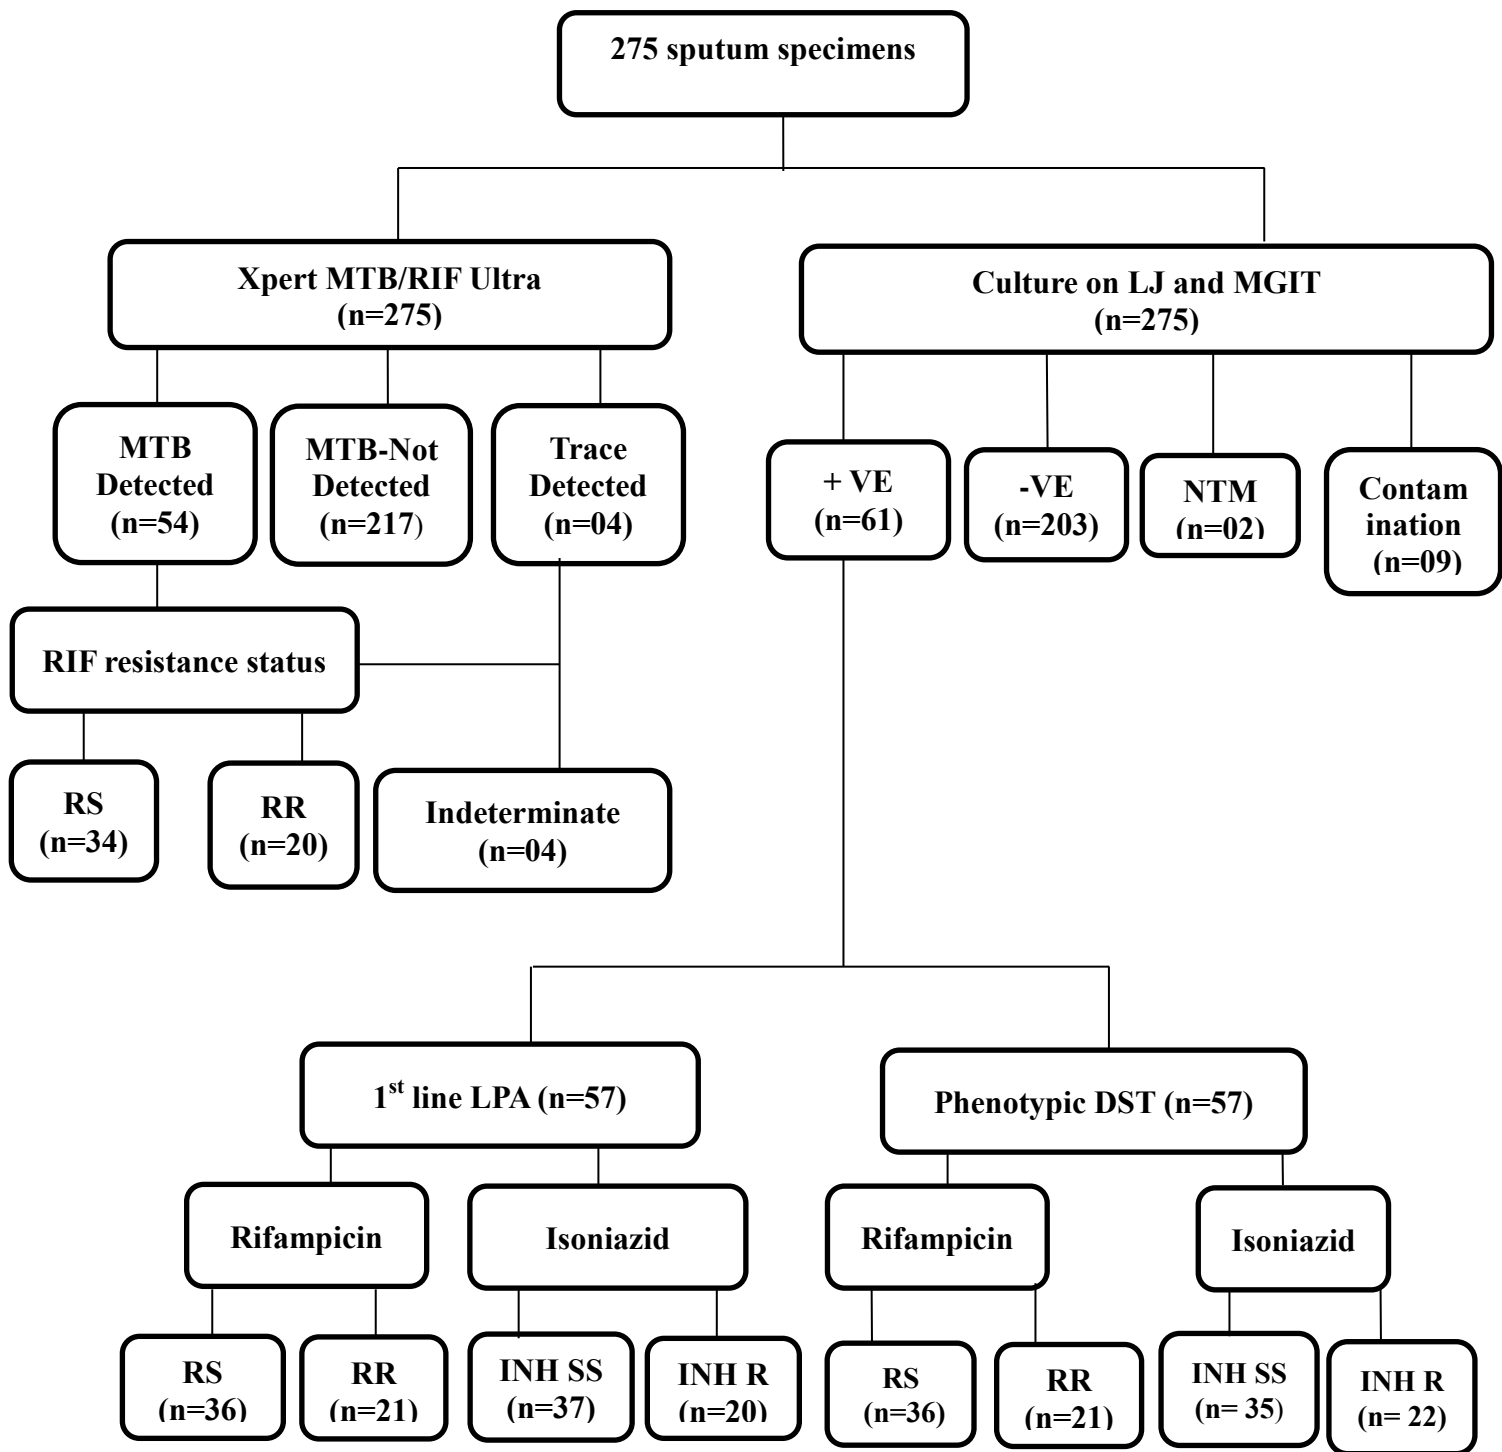 275 sputum specimens
Xpert MTB/RIF Ultra
(n=275)
Culture on LJ and MGIT
(n=275)
MTB
Detected
(n=54)
MTB-Not
Detected
(n=217)
Trace
Detected
(n=04)
+ VE
(n=61)
-VE
(n=203)
NTM
(n=02)
Contam
ination
(n=09)
RIF resistance status
RS
(n=34)
RR
(n=20)
Indeterminate
(n=04)
1st line LPA (n=57)
Phenotypic DST (n=57)
Rifampicin
Isoniazid
Rifampicin
Isoniazid
RS
(n=36)
RR
(n=21)
INH SS
(n=37)
INH R
(n=20)
RS
(n=36)
RR
(n=21)
INH SS
(n= 35)
INH R
(n= 22)